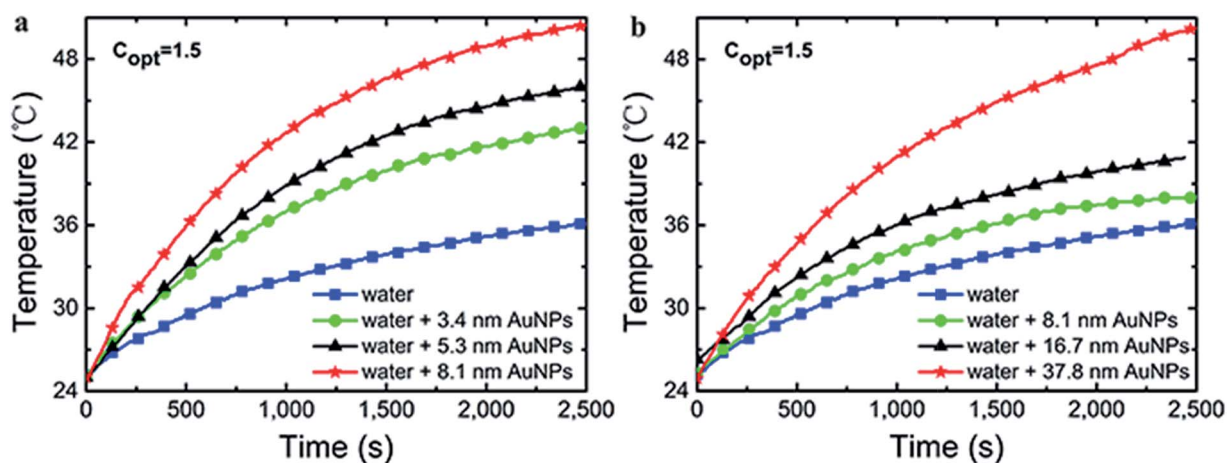 a
C_opt=1.5
Temperature (℃)
48
42
36
30
24
water
water + 3.4 nm AuNPs
water + 5.3 nm AuNPs
water + 8.1 nm AuNPs
0 500 1,000 1,500 2,000 2,500
Time (s)
b
C_opt=1.5
Temperature (℃)
48
42
36
30
24
water
water + 8.1 nm AuNPs
water + 16.7 nm AuNPs
water + 37.8 nm AuNPs
0 500 1,000 1,500 2,000 2,500
Time (s)